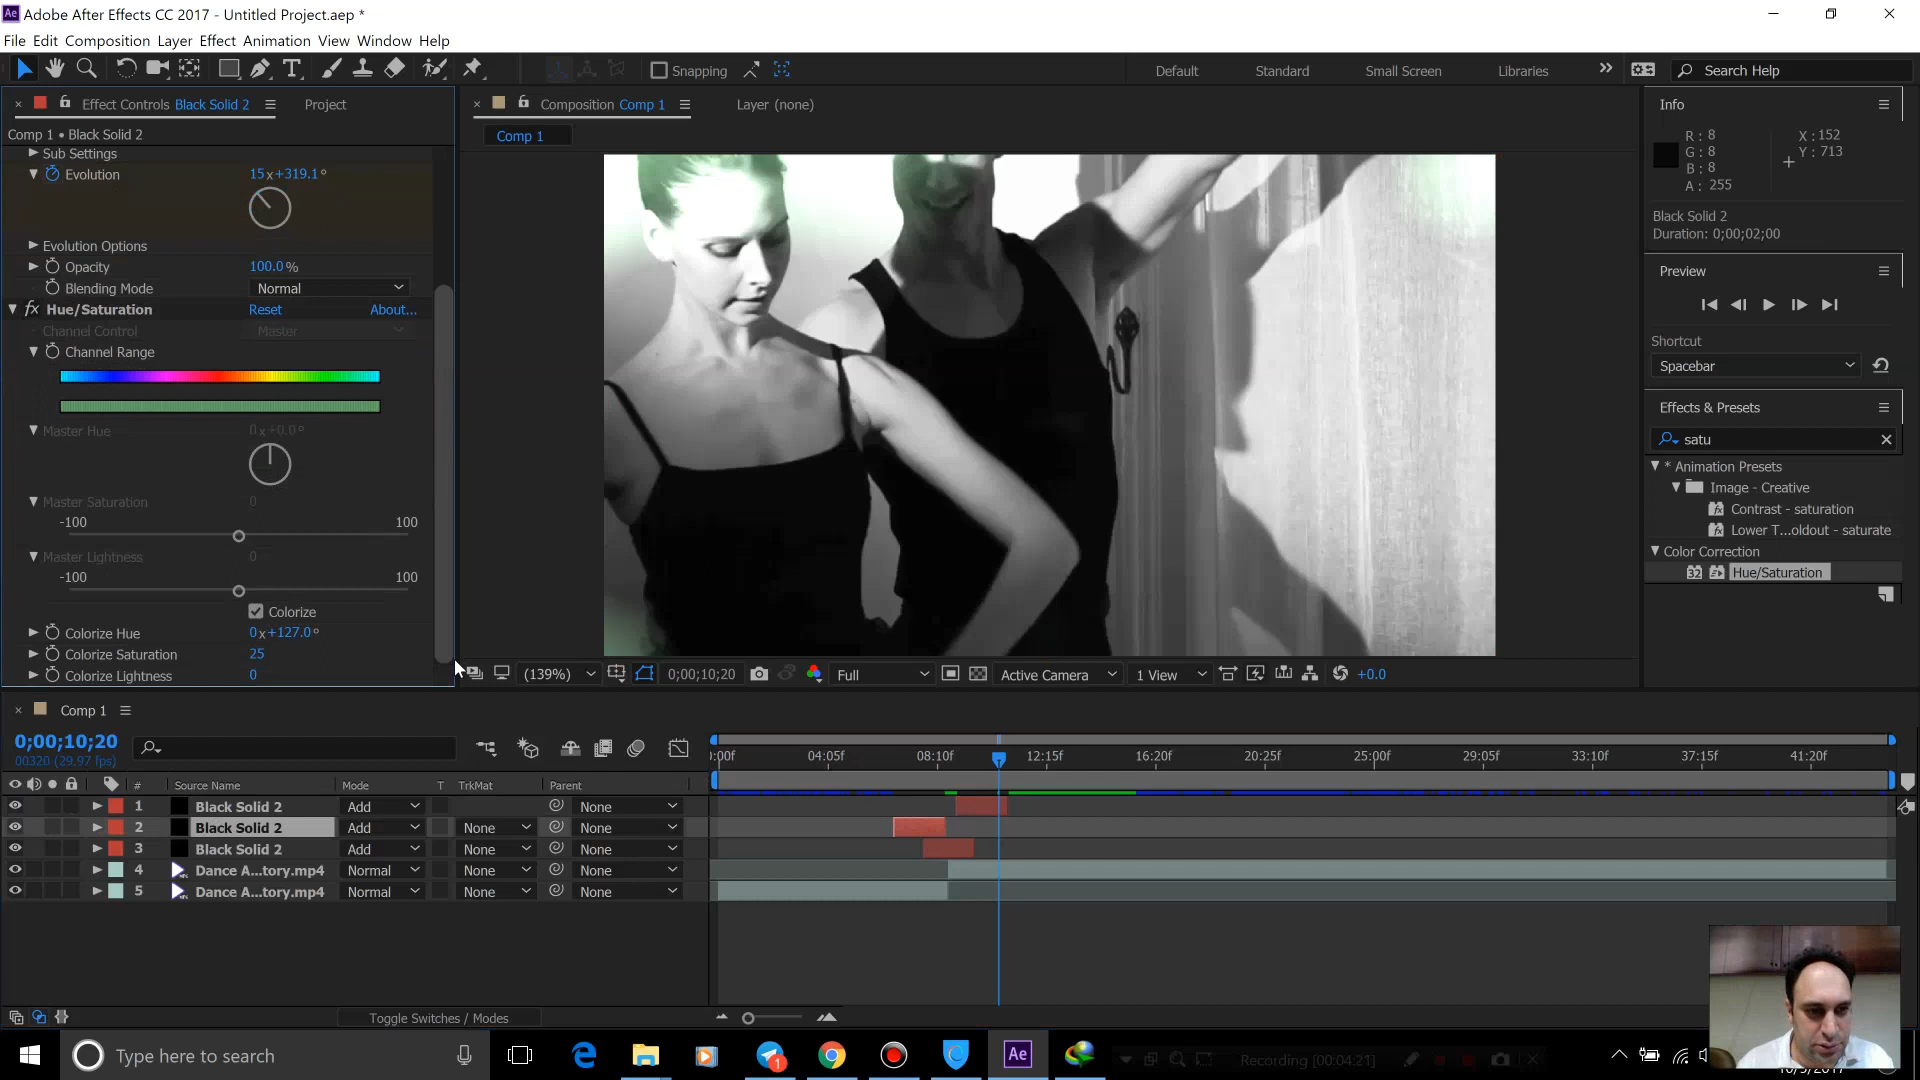 Adobe After Effects CC 2017 - Untitled Project.aep *
File Edit Composition Layer Effect Animation View Window Help
Snapping
Default
Standard
Small Screen
Libraries
Search Help
Effect Controls Black Solid 2
Project
Comp 1 • Black Solid 2
Sub Settings
Evolution
15x+319.1°
Evolution Options
Opacity
100.0 %
Blending Mode
Normal
fx Hue/Saturation
Reset
About...
Channel Control
Master
Channel Range
Master Hue
0x+0.0°
Master Saturation
0
-100
100
Master Lightness
0
-100
100
Colorize
Colorize Hue
0x+127.0°
Colorize Saturation
25
Colorize Lightness
0
Composition Comp 1
Layer (none)
Comp 1
(139%)
0;00;10;20
Full
Active Camera
1 View
+0.0
Info
R : 8
G : 8
B : 8
A : 255
X : 152
Y : 713
Black Solid 2
Duration: 0;00;02;00
Preview
Shortcut
Spacebar
Effects & Presets
satu
* Animation Presets
Image - Creative
Contrast - saturation
Lower T...oldout - saturate
Color Correction
32 Hue/Saturation
Comp 1
0;00;10;20
00320 (29.97 fps)
:00f 04:05f 08:10f 12:15f 16:20f 20:25f 25:00f 29:05f 33:10f 37:15f 41:20f
# Source Name Mode T TrkMat Parent
1 Black Solid 2 Add None
2 Black Solid 2 Add None None
3 Black Solid 2 Add None None
4 Dance A...tory.mp4 Normal None None
5 Dance A...tory.mp4 Normal None None
Toggle Switches / Modes
Type here to search
1
Ae
Recording [00:04:21]